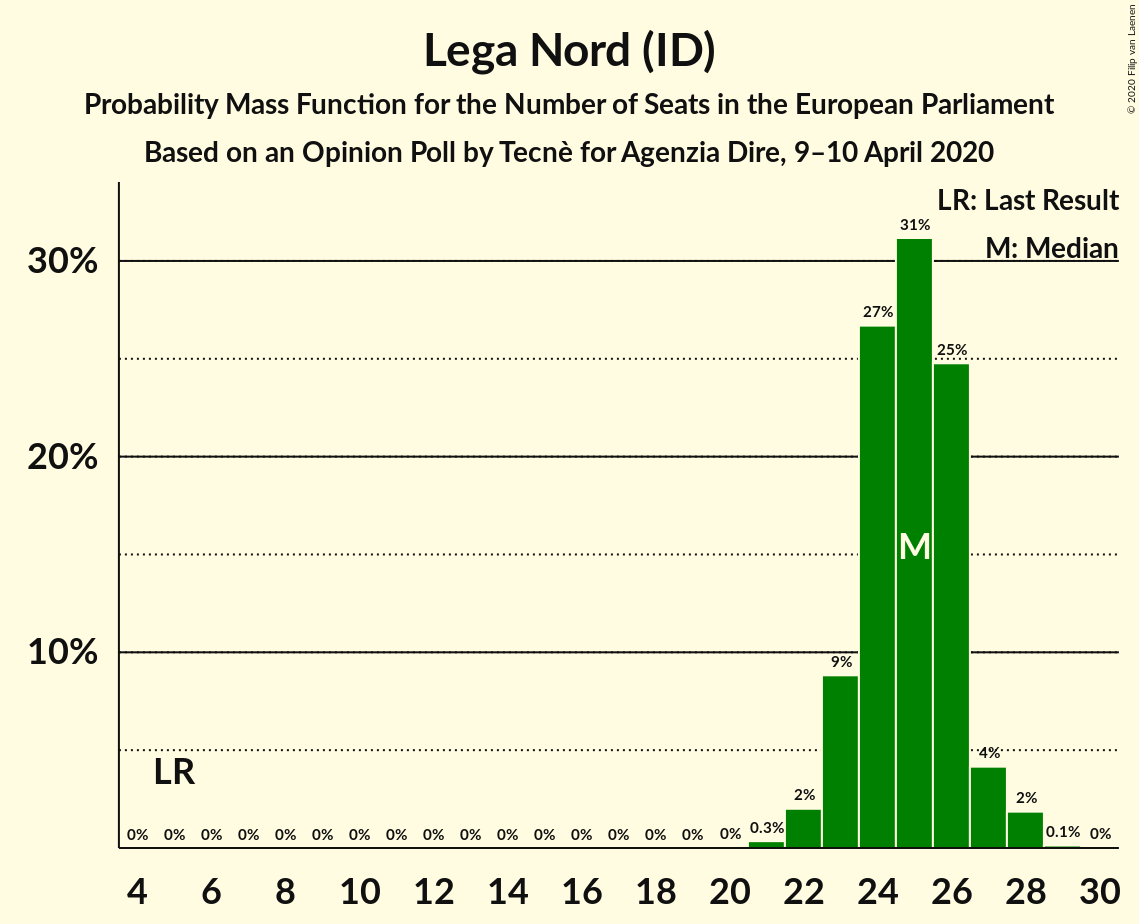 Lega Nord (ID)
Probability Mass Function for the Number of Seats in the European Parliament
Based on an Opinion Poll by Tecnè for Agenzia Dire, 9–10 April 2020
© 2020 Filip van Laenen
LR: Last Result
M: Median
30%
20%
10%
31%
27%
25%
9%
4%
2%
2%
0.3%
0.1%
M
LR
0% 0% 0% 0% 0% 0% 0% 0% 0% 0% 0% 0% 0% 0% 0% 0% 0% 0%
4 6 8 10 12 14 16 18 20 22 24 26 28 30